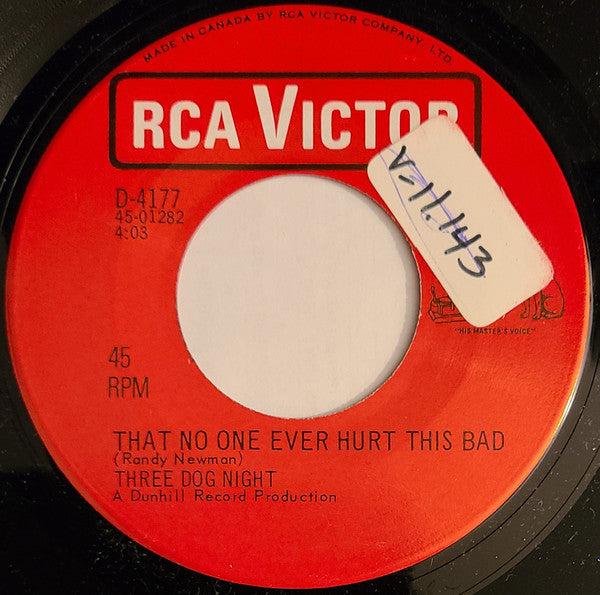 MADE IN CANADA BY RCA VICTOR COMPANY, LTD.
RCA VICTOR
V-11.143
D-4177
45-01282
4:03
"HIS MASTER'S VOICE"
45
RPM
THAT NO ONE EVER HURT THIS BAD
(Randy Newman)
THREE DOG NIGHT
A Dunhill Record Production